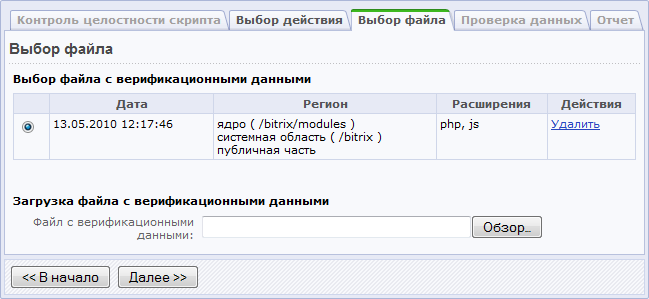 Контроль целостности скрипта Выбор действия Выбор файла Проверка данных Отчет
Выбор файла
Выбор файла с верификационными данными
Дата Регион Расширения Действия
13.05.2010 12:17:46 ядро ( /bitrix/modules ) php, js Удалить
системная область ( /bitrix )
публичная часть
Загрузка файла с верификационными данными
Файл с верификационными
данными: Обзор...
<< В начало Далее >>